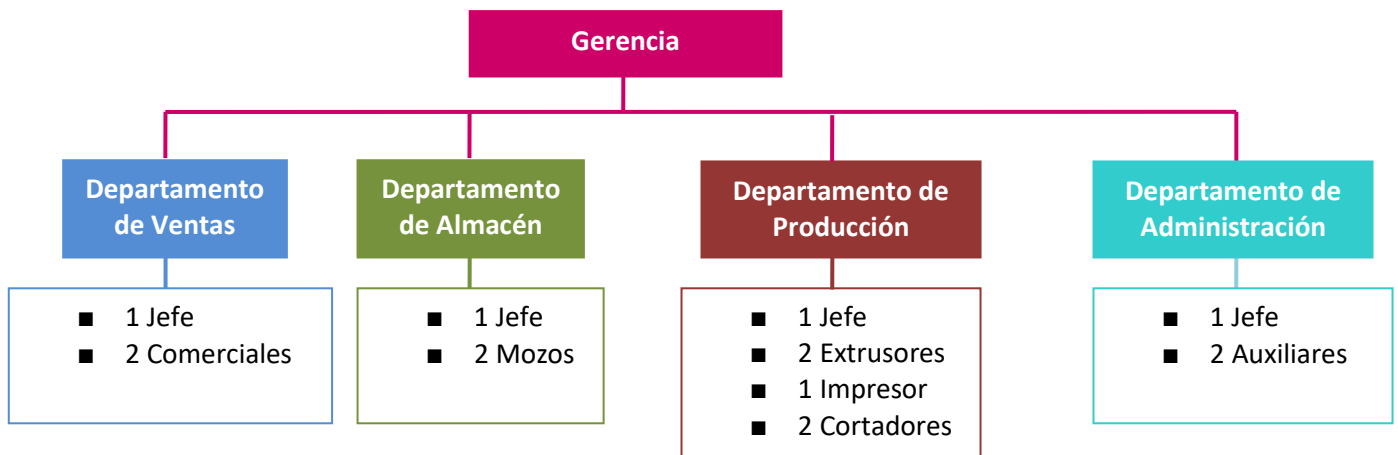 Gerencia
Departamento
de Ventas
Departamento
de Almacén
Departamento de
Producción
Departamento de
Administración
■ 1 Jefe
■ 2 Comerciales
■ 1 Jefe
■ 2 Mozos
■ 1 Jefe
■ 2 Extrusores
■ 1 Impresor
■ 2 Cortadores
■ 1 Jefe
■ 2 Auxiliares